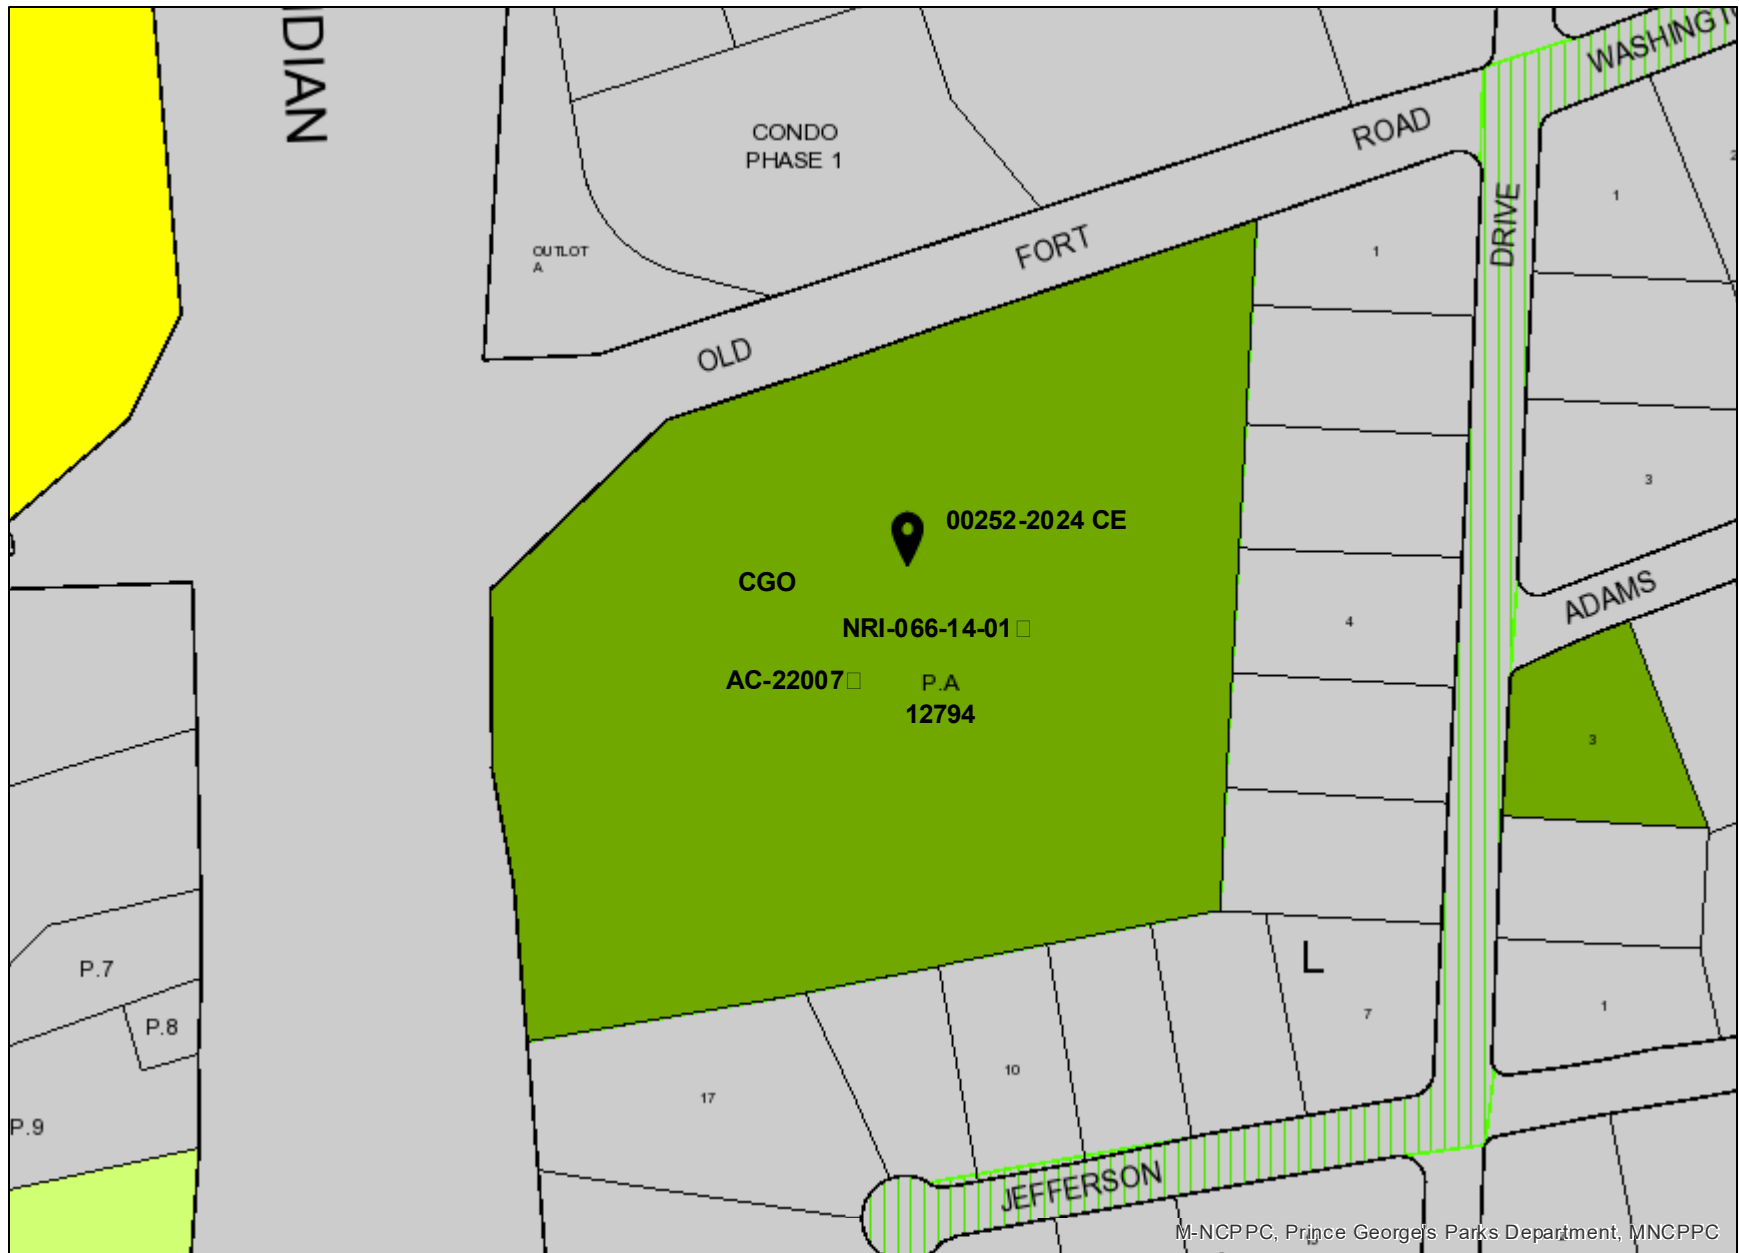 DIAN
WASHINGT
CONDO
PHASE 1
ROAD
DRIVE
1
2
OUTLOT
A
FORT
1
OLD
3
00252-2024 CE
CGO
ADAMS
NRI-066-14-01
4
AC-22007
P.A
12794
3
L
P.7
7
1
P.8
10
17
P.9
JEFFERSON
M-NCPPC, Prince George's Parks Department, MNCPPC